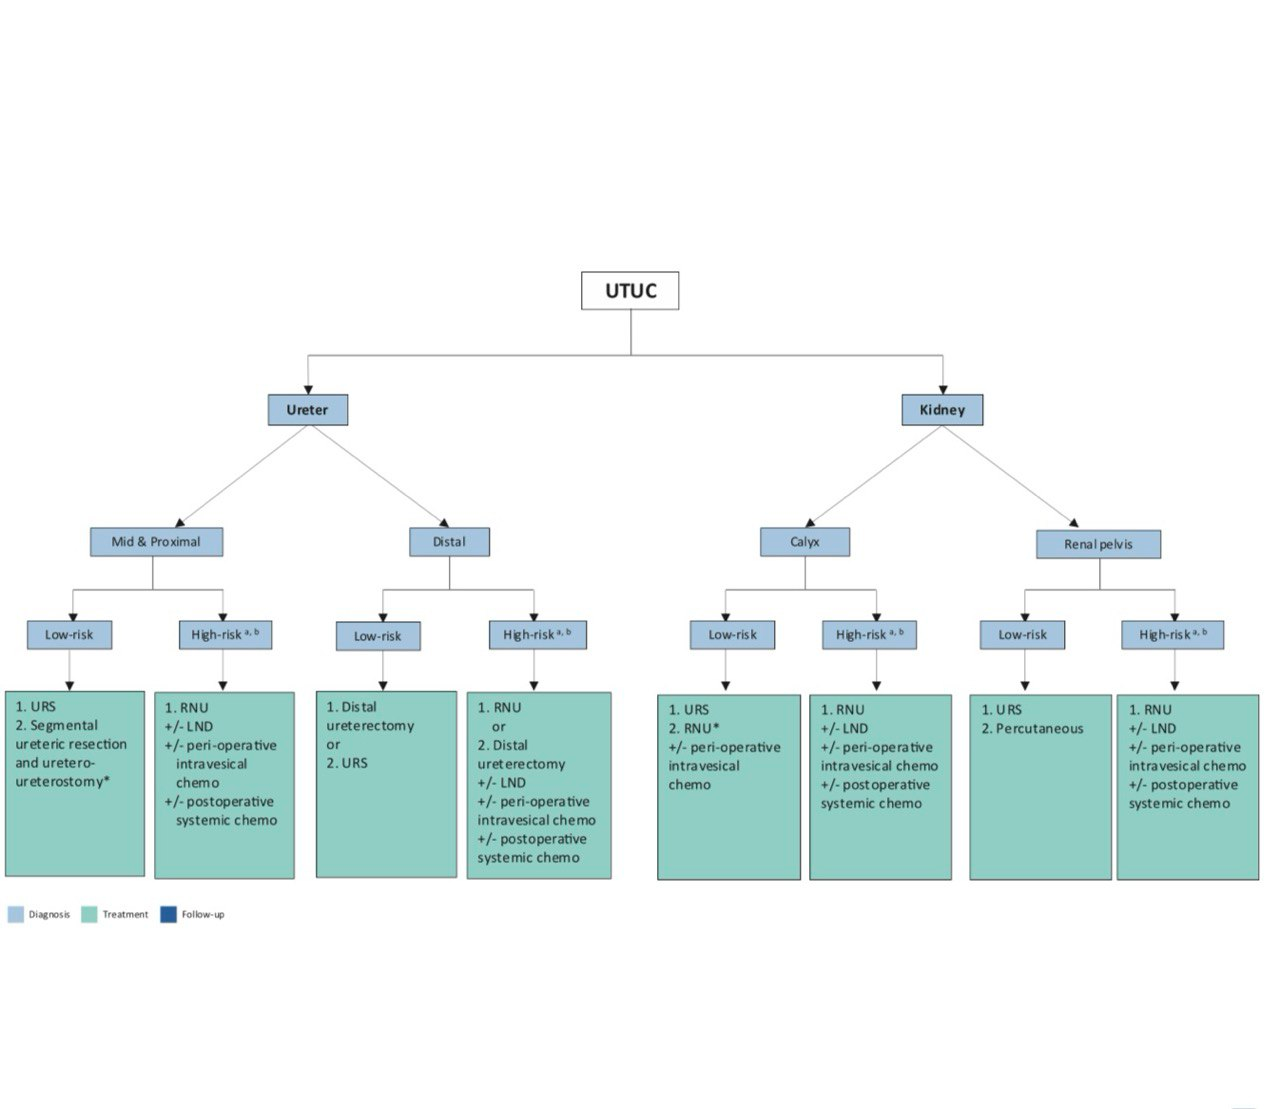 UTUC
Ureter
Kidney
Mid & Proximal
Distal
Calyx
Renal pelvis
Low-risk
High-risk a, b
Low-risk
High-risk a, b
Low-risk
High-risk a, b
Low-risk
High-risk a, b
1. URS
2. Segmental
ureteric resection
and uretero-
ureterostomy*
1. RNU
+/- LND
+/- peri-operative
intravesical
chemo
+/- postoperative
systemic chemo
1. Distal
ureterectomy
or
2. URS
1. RNU
or
2. Distal
ureterectomy
+/- LND
+/- peri-operative
intravesical chemo
+/- postoperative
systemic chemo
1. URS
2. RNU*
+/- peri-operative
intravesical
chemo
1. RNU
+/- LND
+/- peri-operative
intravesical chemo
+/- postoperative
systemic chemo
1. URS
2. Percutaneous
1. RNU
+/- LND
+/- peri-operative
intravesical chemo
+/- postoperative
systemic chemo
Diagnosis
Treatment
Follow-up